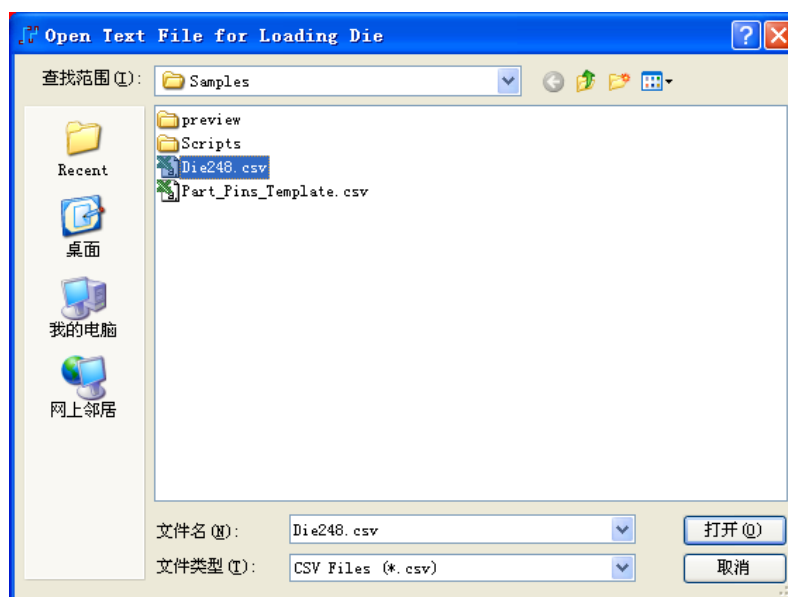 Open Text File for Loading Die
查找范围(I):
Samples
Recent
桌面
我的电脑
网上邻居
preview
Scripts
Die248.csv
Part_Pins_Template.csv
文件名(N):
Die248.csv
打开(O)
文件类型(T):
CSV Files (*.csv)
取消